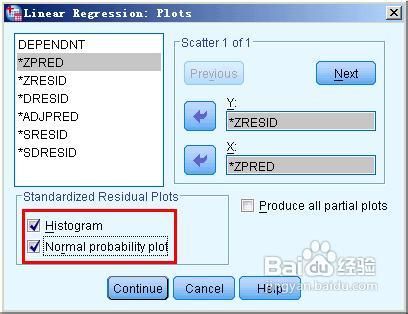 Linear Regression: Plots
DEPENDNT
*ZPRED
*ZRESID
*DRESID
*ADJPRED
*SRESID
*SDRESID
Scatter 1 of 1
Previous
Next
Y:
*ZRESID
X:
*ZPRED
Standardized Residual Plots
Histogram
Normal probability plot
Produce all partial plots
Continue
Cancel
Help
Baidu 经验
jingyan.baidu.com